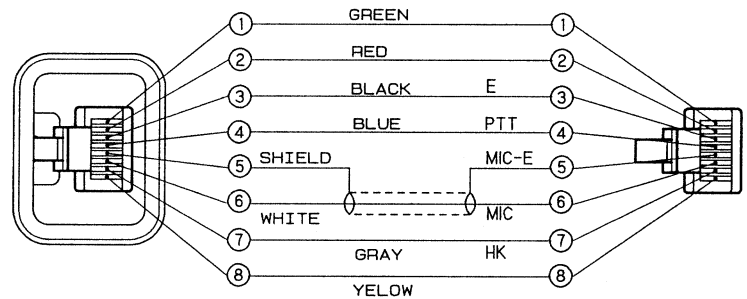 1 GREEN 1
2 RED 2
3 BLACK E 3
4 BLUE PTT 4
5 SHIELD MIC-E 5
6 WHITE MIC 6
7 GRAY HK 7
8 YELOW 8